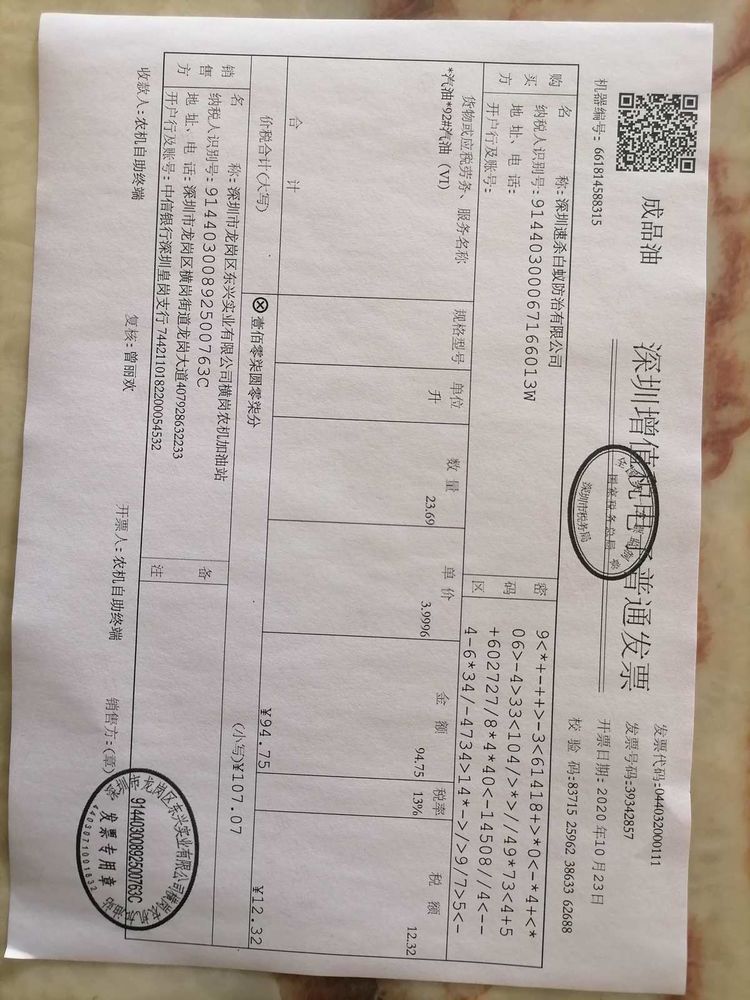 成品油
深圳增值税电子普通发票
国家税务总局
深圳市税务局
机器编号: 661814588315
发票代码:044032000111
发票号码:39342857
开票日期: 2020 年10 月23日
校 验 码:83715 25962 38633 62688
购买方
名 称: 深圳速杀白蚁防治有限公司
纳税人识别号: 91440300067166013W
地 址、电 话:
开户行及账号:
密码区
9<*+-++>-3<61418+>*0<-*4+<*
06>-4>33<104/>*>//49*73<4+5
+602727/8*4*40<-14508//4<--
4-6*34/-4734>14*->/>9/7>5<-
货物或应税劳务、服务名称 规格型号 单位 数 量 单 价 金 额 税率 税 额
*汽油*92#汽油（VI） 升 23.69 3.9996 94.75 13% 12.32
合 计 ¥94.75 ¥12.32
价税合计(大写) ⊗壹佰零柒圆零柒分 (小写)¥107.07
销售方
名 称: 深圳市龙岗区东兴实业有限公司横岗农机加油站
纳税人识别号: 91440300892500763C
地 址、电 话: 深圳市龙岗区横岗街道龙岗大道407928632233
开户行及账号: 中信银行深圳皇岗支行 7442110182200054532
备注
收款人: 农机自助终端 复核: 曾丽欢 开票人: 农机自助终端 销售方: (章)
深圳市龙岗区东兴实业有限公司横岗农机加油站
91440300892500763C
发票专用章
4403071001832